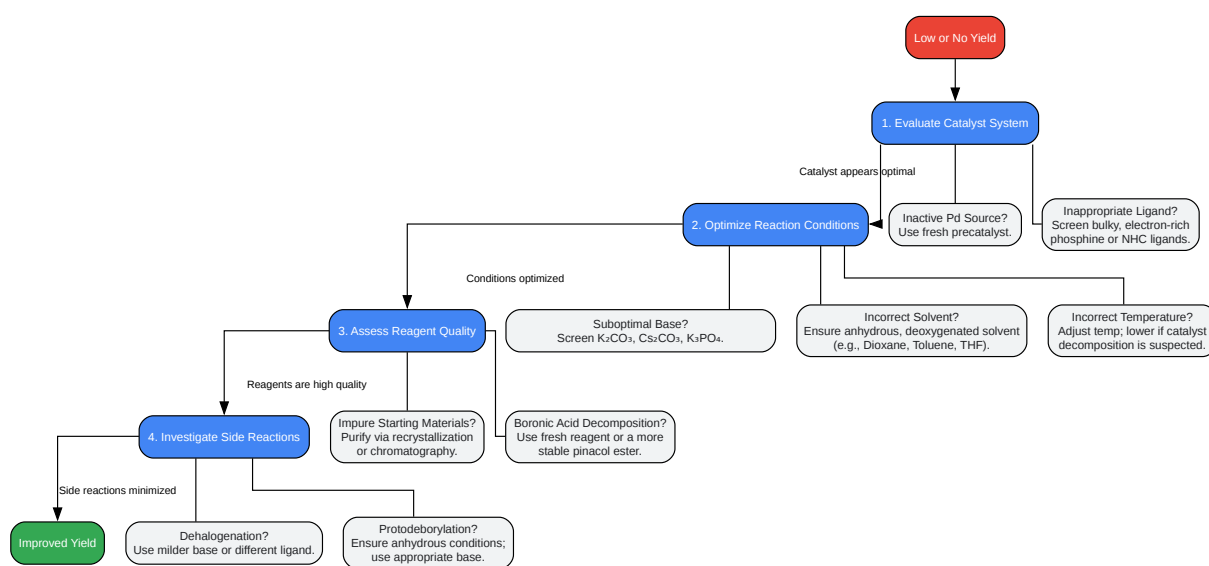 Low or No Yield
1. Evaluate Catalyst System
Catalyst appears optimal
Inactive Pd Source?
Use fresh precatalyst.
Inappropriate Ligand?
Screen bulky, electron-rich
phosphine or NHC ligands.
2. Optimize Reaction Conditions
Conditions optimized
Suboptimal Base?
Screen K₂CO₃, Cs₂CO₃, K₃PO₄.
Incorrect Solvent?
Ensure anhydrous, deoxygenated solvent
(e.g., Dioxane, Toluene, THF).
Incorrect Temperature?
Adjust temp; lower if catalyst
decomposition is suspected.
3. Assess Reagent Quality
Reagents are high quality
Impure Starting Materials?
Purify via recrystallization
or chromatography.
Boronic Acid Decomposition?
Use fresh reagent or a more
stable pinacol ester.
4. Investigate Side Reactions
Side reactions minimized
Improved Yield
Dehalogenation?
Use milder base or different ligand.
Protodeborylation?
Ensure anhydrous conditions;
use appropriate base.